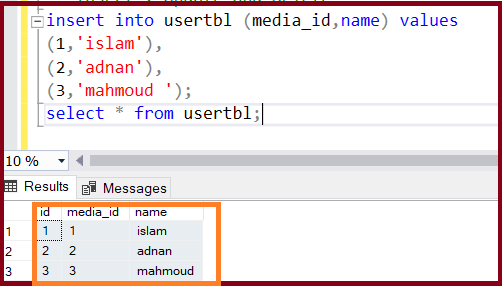 insert into usertbl (media_id,name) values
(1,'islam'),
(2,'adnan'),
(3,'mahmoud ');
select * from usertbl;
10 %
Results Messages
id media_id name
1 1 1 islam
2 2 2 adnan
3 3 3 mahmoud